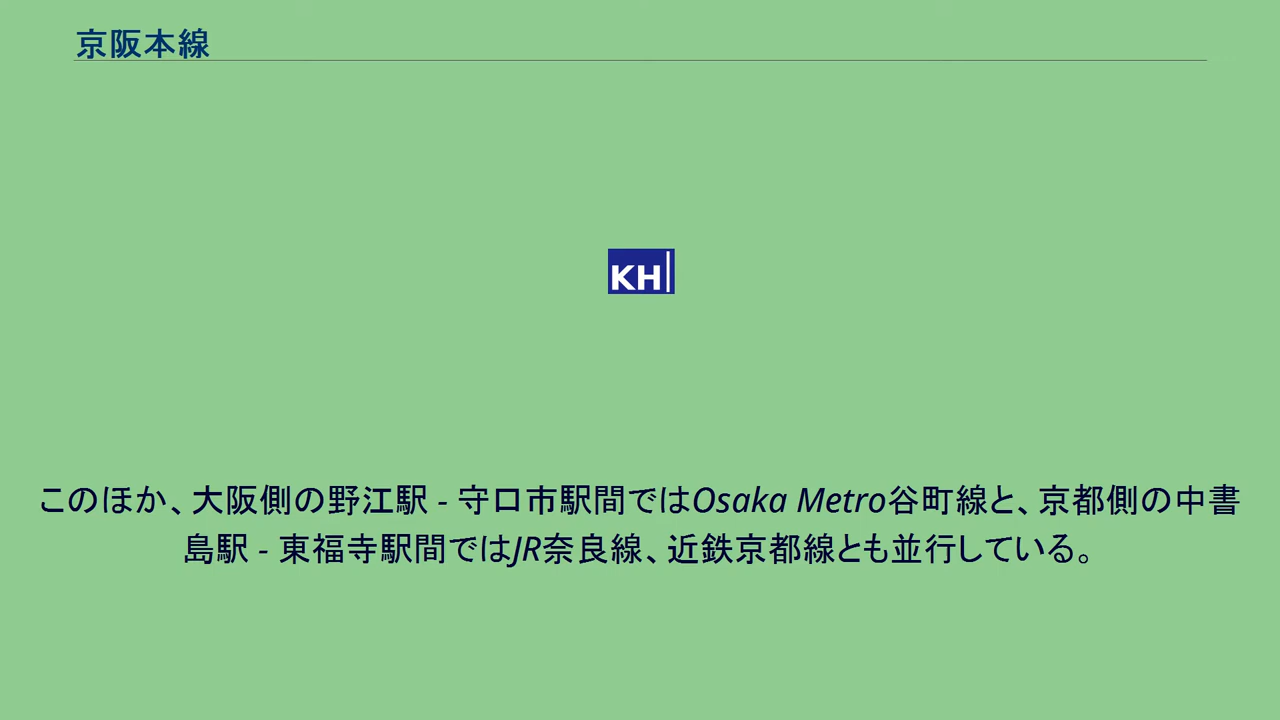 京阪本線
KH
このほか、大阪側の野江駅 - 守口市駅間ではOsaka Metro谷町線と、京都側の中書
島駅 - 東福寺駅間ではJR奈良線、近鉄京都線とも並行している。